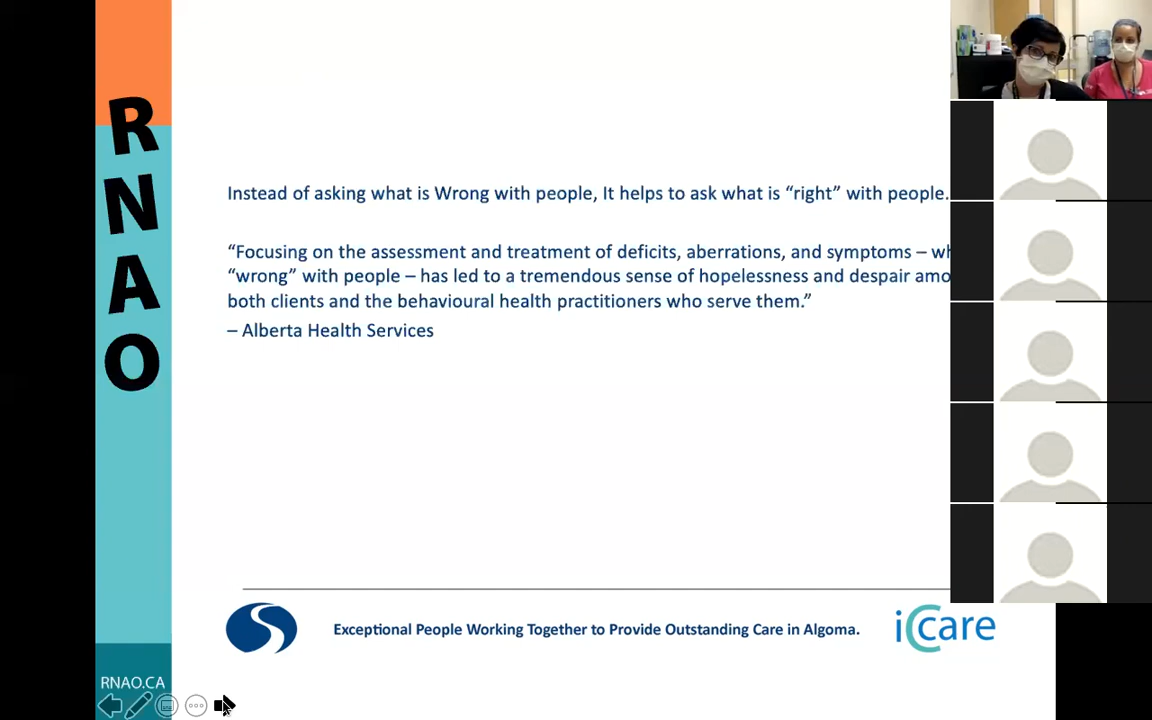 RNAO
Instead of asking what is Wrong with people, It helps to ask what is “right” with people.
“Focusing on the assessment and treatment of deficits, aberrations, and symptoms –
“wrong” with people – has led to a tremendous sense of hopelessness and despair
both clients and the behavioural health practitioners who serve them.”
– Alberta Health Services
Exceptional People Working Together to Provide Outstanding Care in Algoma.
iCcare
RNAO.CA